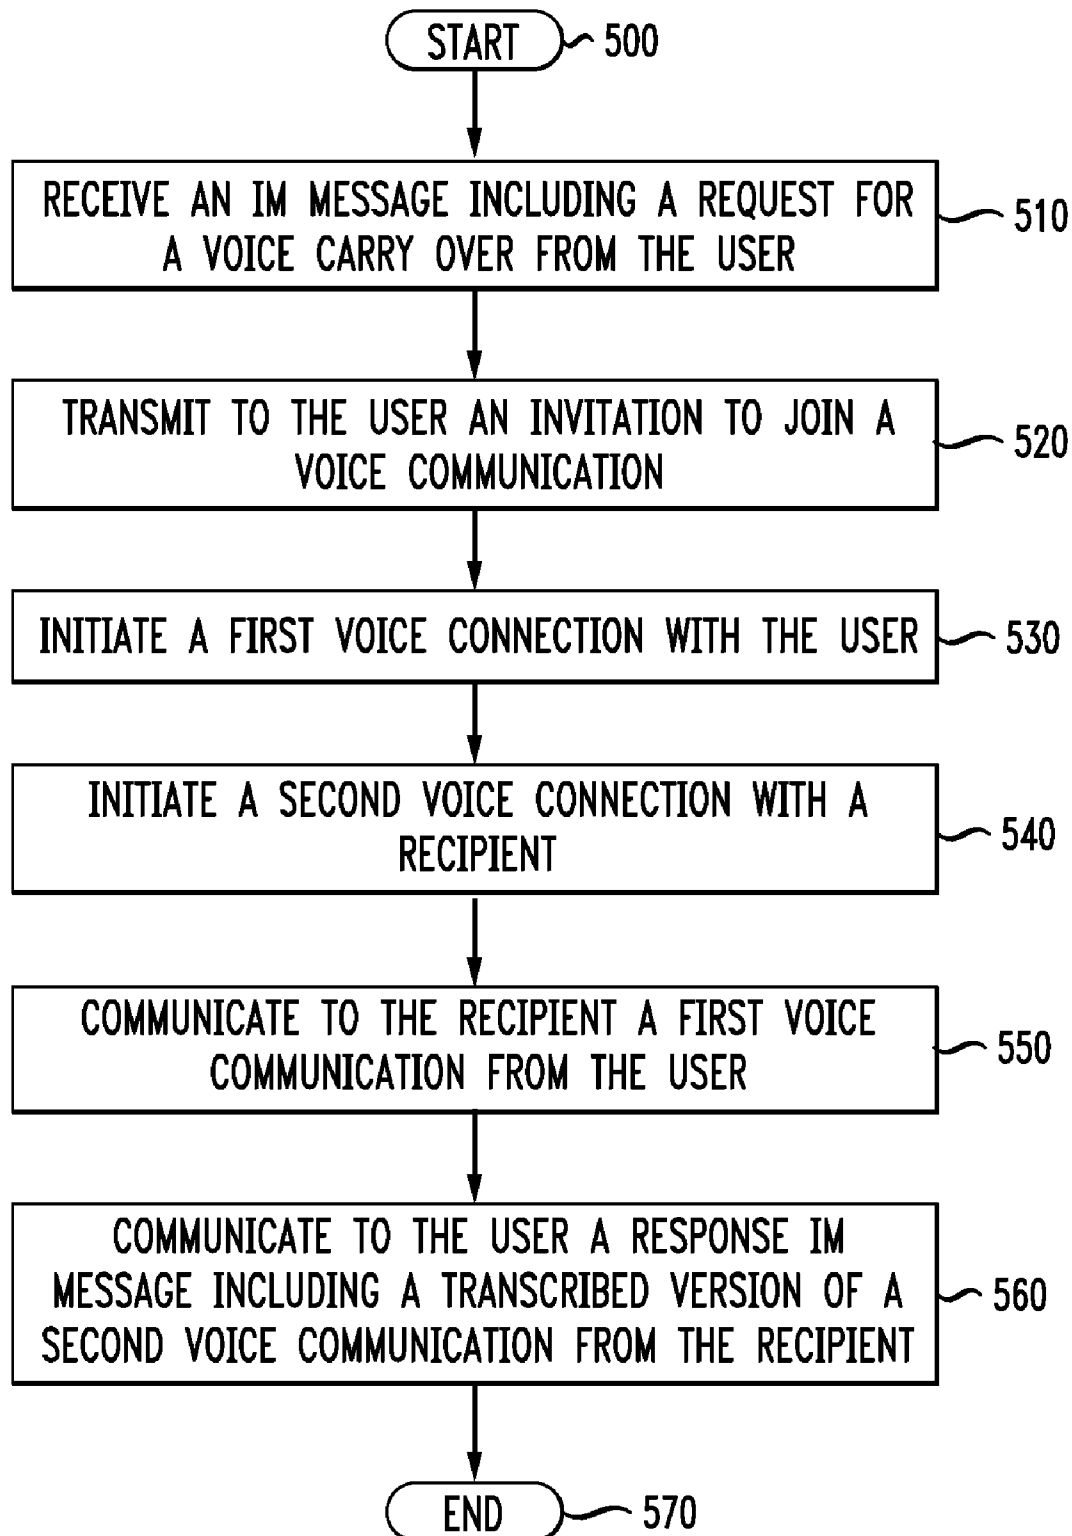 START 500
RECEIVE AN IM MESSAGE INCLUDING A REQUEST FOR
A VOICE CARRY OVER FROM THE USER
510
TRANSMIT TO THE USER AN INVITATION TO JOIN A
VOICE COMMUNICATION
520
INITIATE A FIRST VOICE CONNECTION WITH THE USER 530
INITIATE A SECOND VOICE CONNECTION WITH A
RECIPIENT
540
COMMUNICATE TO THE RECIPIENT A FIRST VOICE
COMMUNICATION FROM THE USER
550
COMMUNICATE TO THE USER A RESPONSE IM
MESSAGE INCLUDING A TRANSCRIBED VERSION OF A
SECOND VOICE COMMUNICATION FROM THE RECIPIENT
560
END 570